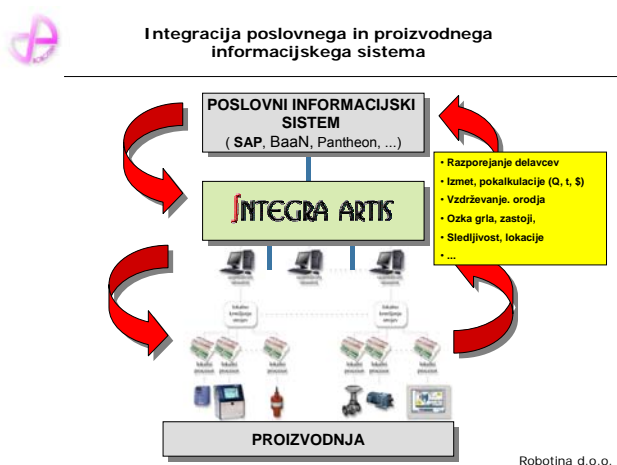 Integracija poslovnega in proizvodnega
informacijskega sistema
POSLOVNI INFORMACIJSKI
SISTEM
( SAP, BaaN, Pantheon, ...)
• Razporejanje delavcev
• Izmet, pokalkulacije (Q, t, $)
• Vzdrževanje. orodja
• Ozka grla, zastoji,
• Sledljivost, lokacije
• ...
INTEGRA ARTIS
PROIZVODNJA
Robotina d.o.o.